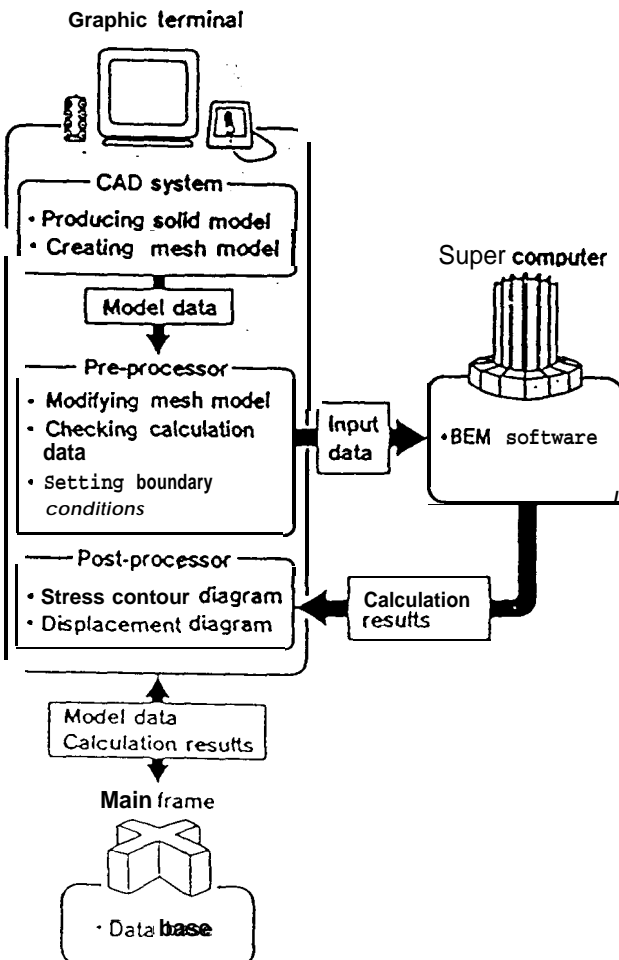 Graphic terminal
CAD system
• Producing solid model
• Creating mesh model
Model data
Pre-processor
• Modifying mesh model
• Checking calculation
data
• Setting boundary
conditions
Input
data
Super computer
• BEM software
Post-processor
• Stress contour diagram
• Displacement diagram
Calculation
results
Model data
Calculation results
Main frame
• Data base